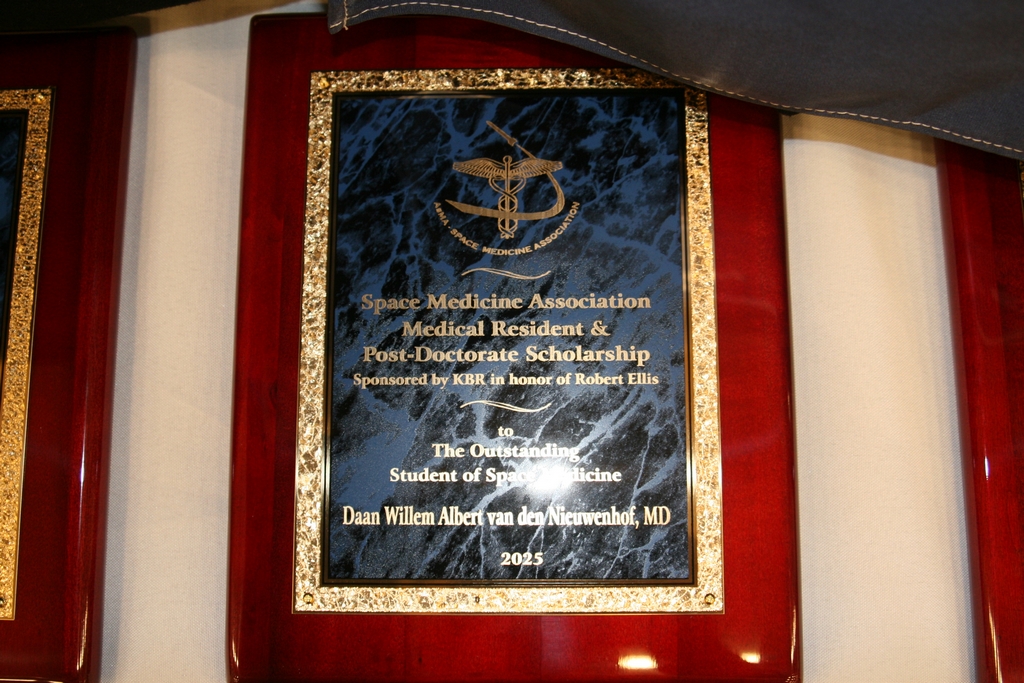 AsMA - SPACE MEDICINE ASSOCIATION
Space Medicine Association
Medical Resident &
Post-Doctorate Scholarship
Sponsored by KBR in honor of Robert Ellis
to
The Outstanding
Student of Space Medicine
Daan Willem Albert van den Nieuwenhof, MD
2025